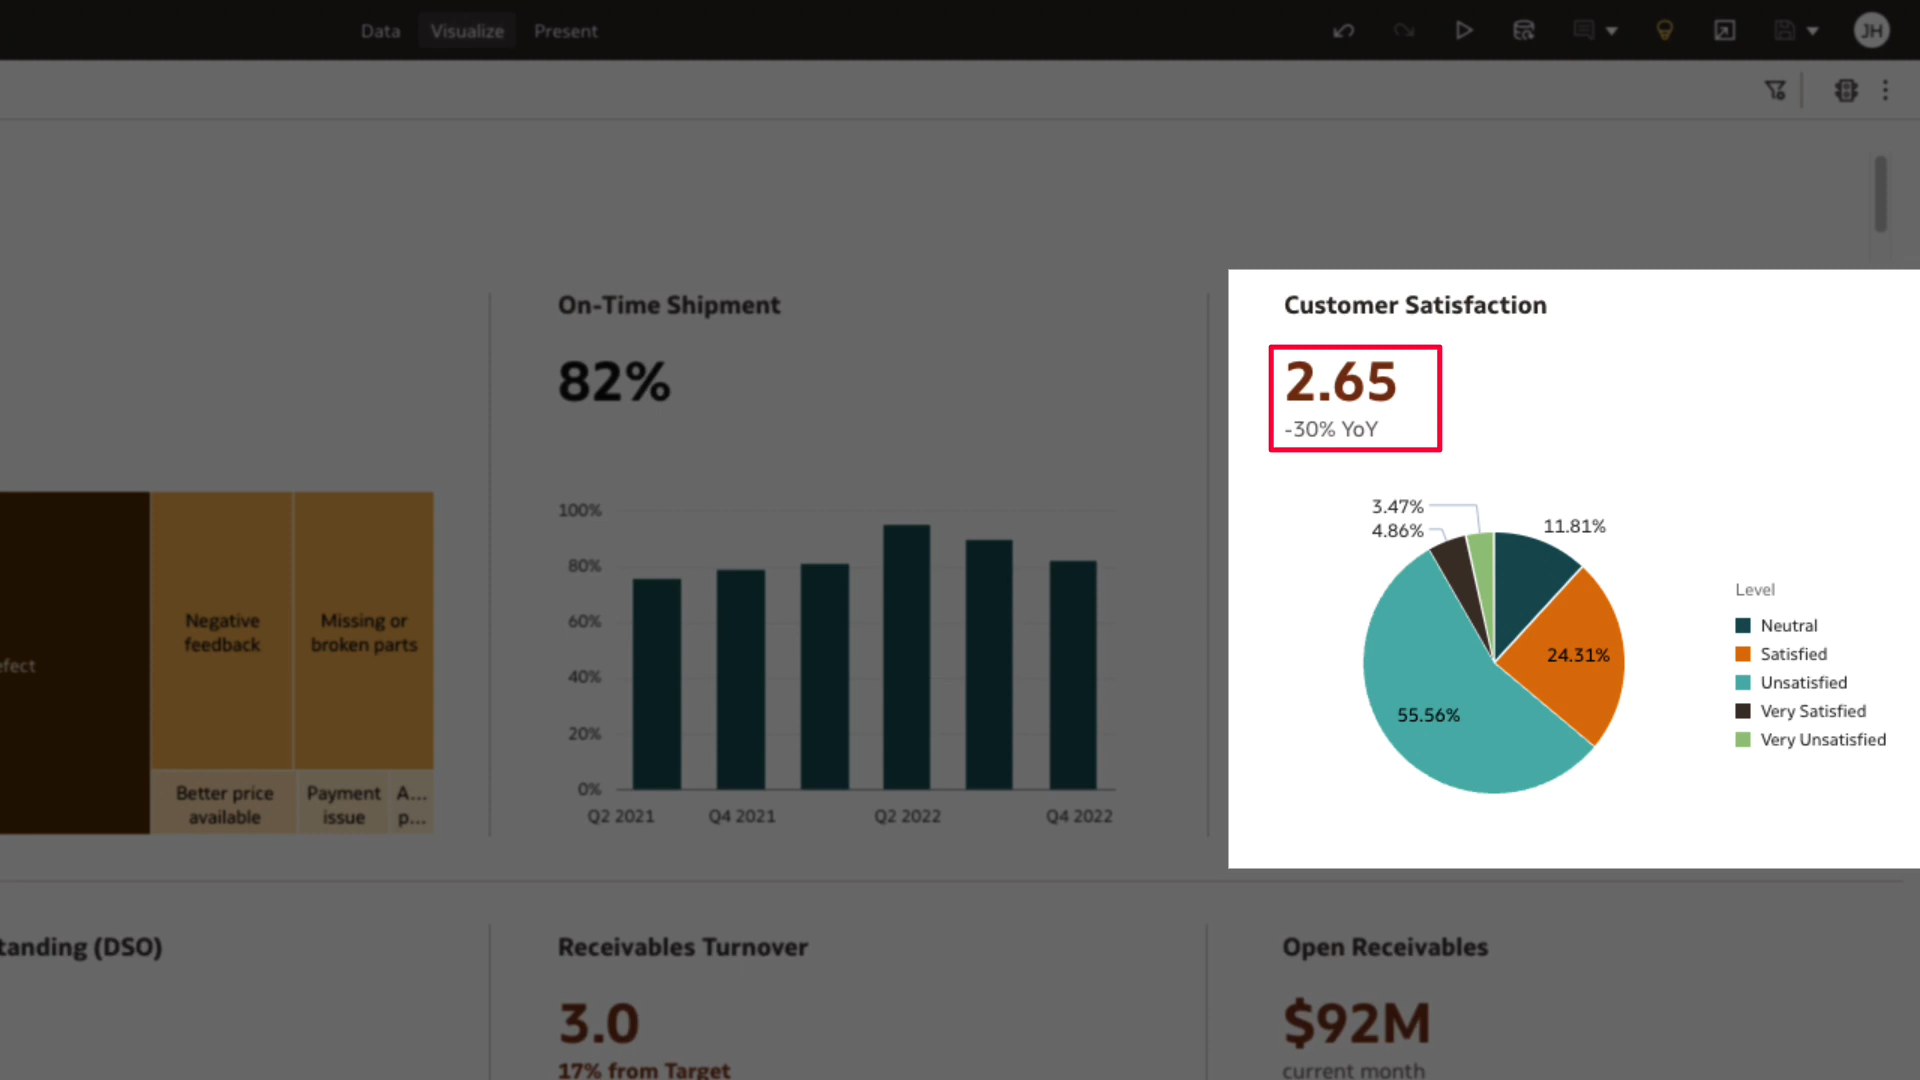 Data
Visualize
Present
JH
On-Time Shipment
82%
100%
80%
60%
40%
20%
0%
Q2 2021
Q4 2021
Q2 2022
Q4 2022
Customer Satisfaction
2.65
-30% YoY
3.47%
4.86%
11.81%
24.31%
55.56%
Level
Neutral
Satisfied
Unsatisfied
Very Satisfied
Very Unsatisfied
efect
Negative
feedback
Missing or
broken parts
Better price
available
Payment
issue
A...
p...
tanding (DSO)
Receivables Turnover
3.0
17% from Target
Open Receivables
$92M
current month